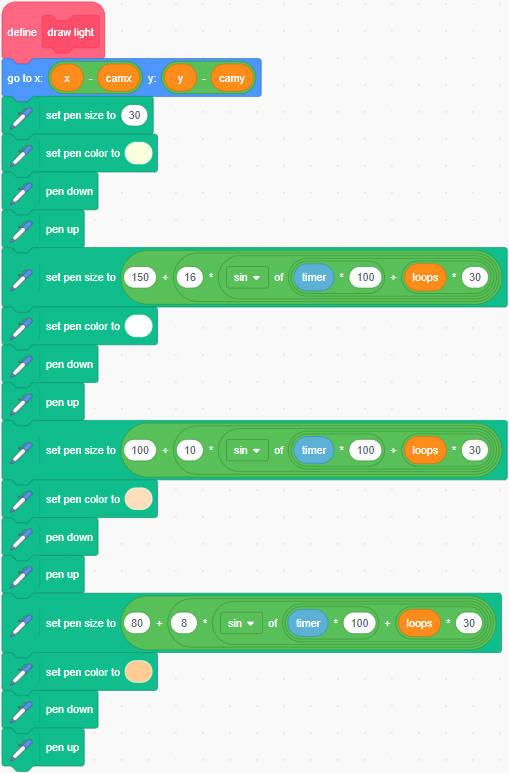 define draw light
go to x: x - camx y: y - camy
set pen size to 30
set pen color to
pen down
pen up
set pen size to 150 + 16 * sin of timer * 100 + loops * 30
set pen color to
pen down
pen up
set pen size to 100 + 10 * sin of timer * 100 + loops * 30
set pen color to
pen down
pen up
set pen size to 80 + 8 * sin of timer * 100 + loops * 30
set pen color to
pen down
pen up